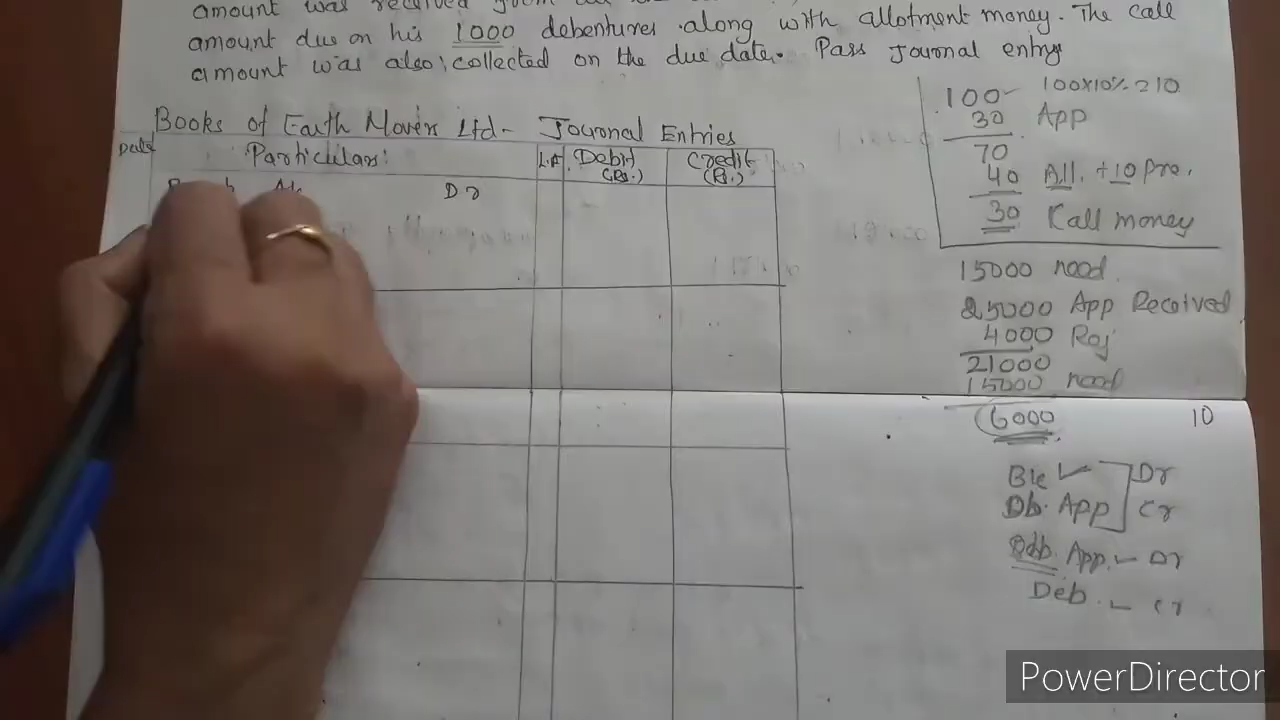 amount was received
amount due on his 1000 debentures along with allotment money. The call
amount was also collected on the due date. Pass Journal entry
Books of Earth Mover Ltd - Journal Entries
Date Particulars L.F Debit (Rs.) Credit (Rs.)
Dr
100 100x10% = 10
30 App
70
40 All. +10 Pre.
30 Call money
15000 need
25000 App Received
4000 Rej
21000
15000 need
6000 10
Dr
Db. App Cr
Deb. App. Dr
Deb. Cr
PowerDirector